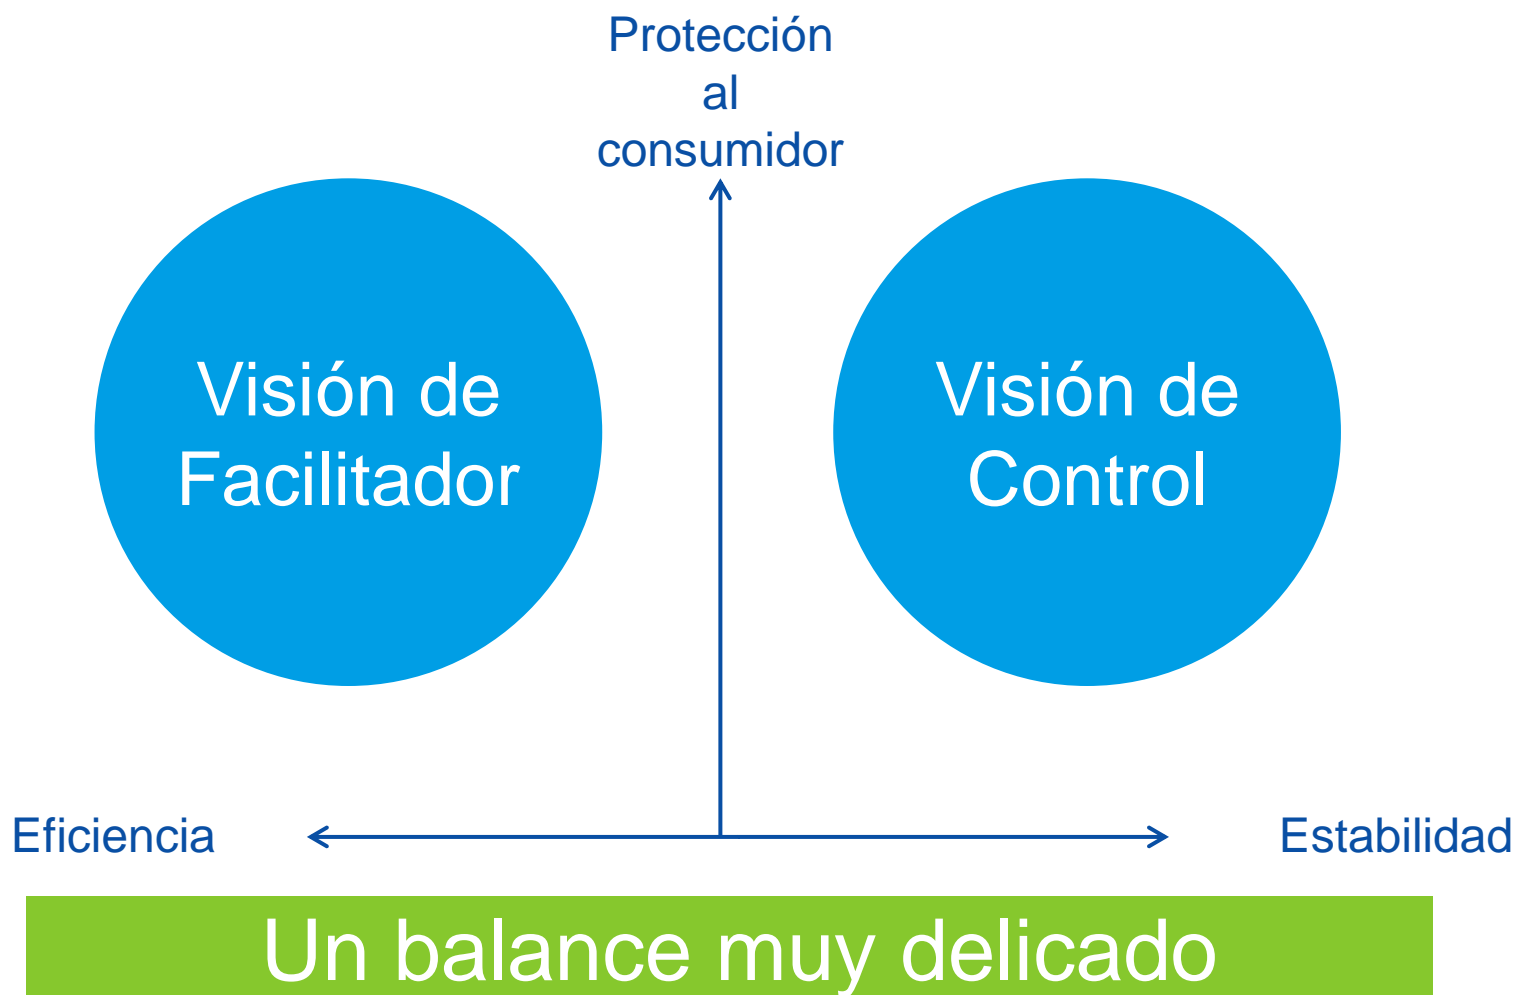 Protección
al
consumidor
Visión de
Facilitador
Visión de
Control
Eficiencia
Estabilidad
Un balance muy delicado